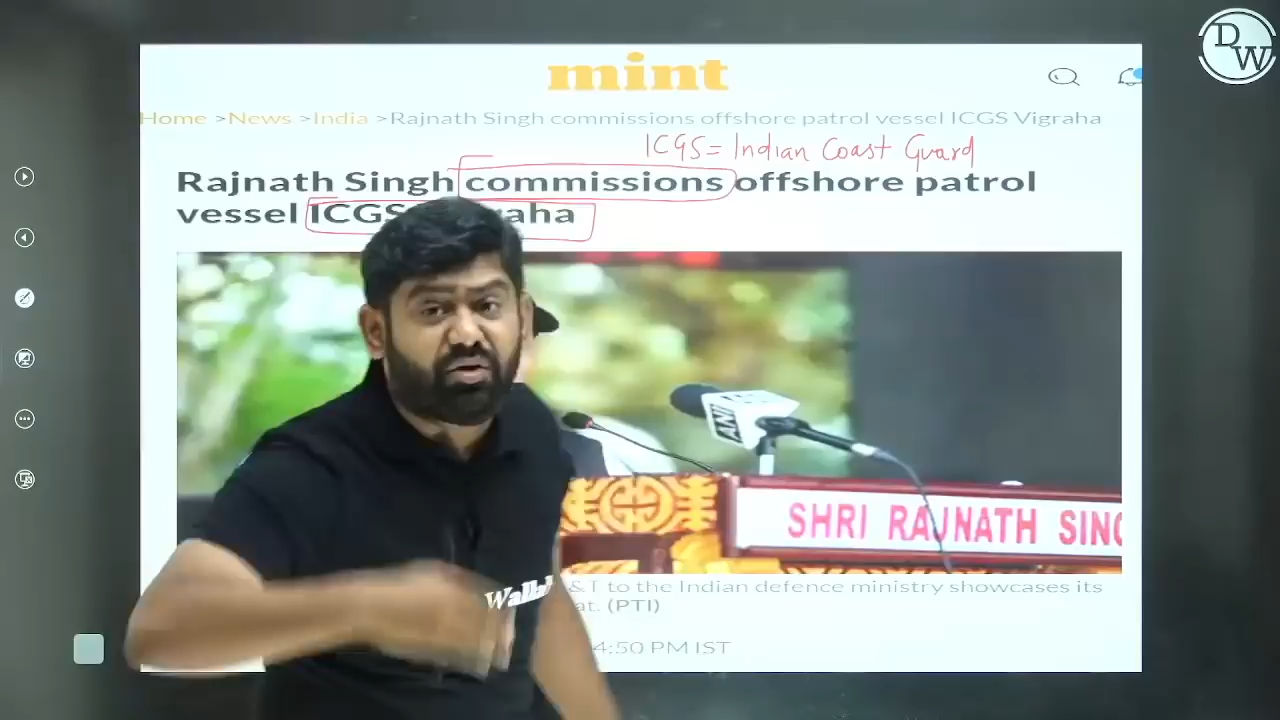 D
W
mint
Home >News >India >Rajnath Singh commissions offshore patrol vessel ICGS Vigraha
ICGS = Indian Coast Guard
Rajnath Singh commissions offshore patrol
vessel ICGS aha
ANI
SHRI RAJNATH SING
Walla
&T to the Indian defence ministry showcases its
at. (PTI)
4:50 PM IST